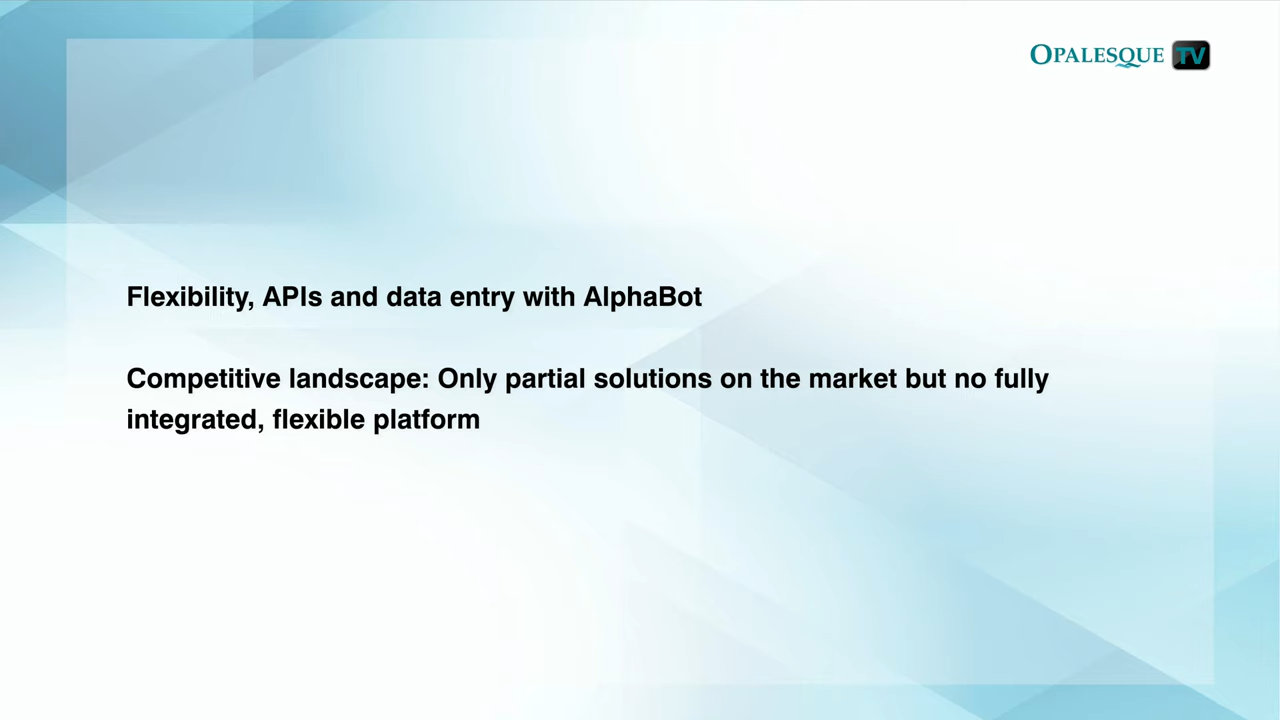 OPALESQUE TV
Flexibility, APIs and data entry with AlphaBot
Competitive landscape: Only partial solutions on the market but no fully
integrated, flexible platform